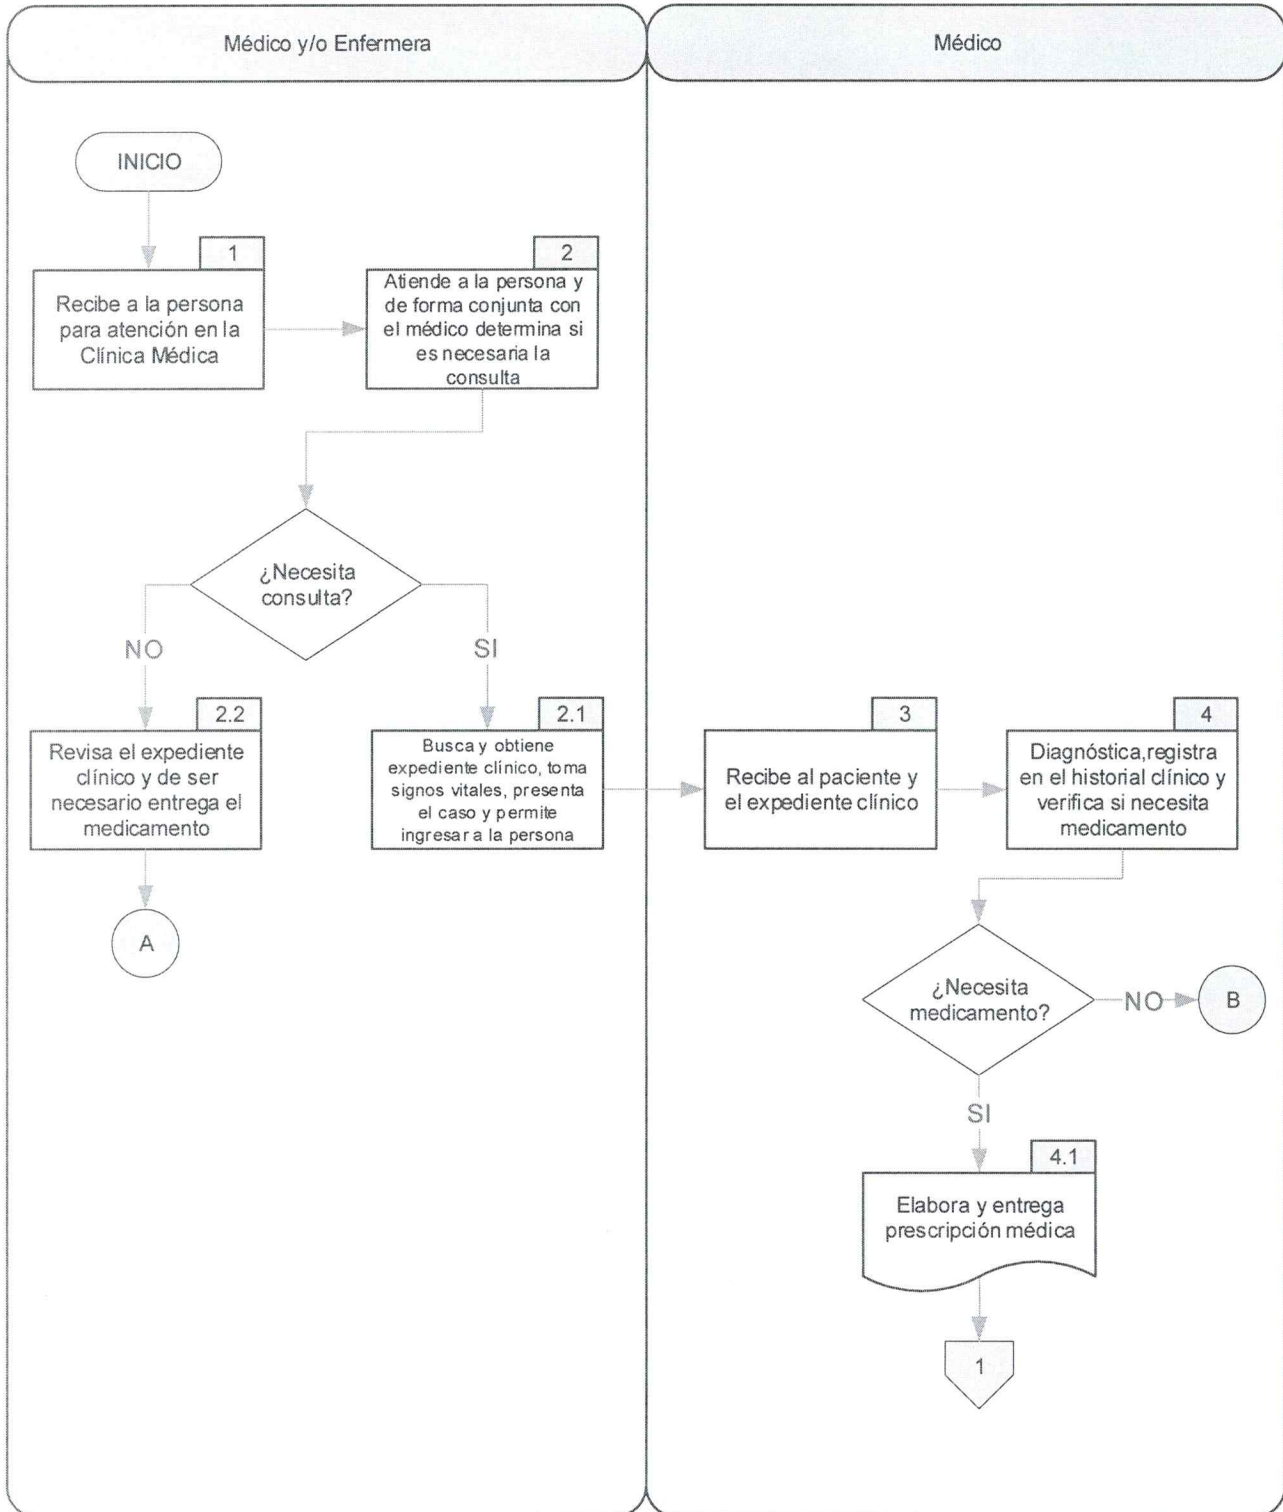 Médico y/o Enfermera
Médico
INICIO
1
Recibe a la persona
para atención en la
Clínica Médica
2
Atiende a la persona y
de forma conjunta con
el médico determina si
es necesaria la
consulta
¿Necesita
consulta?
NO
SI
2.2
Revisa el expediente
clínico y de ser
necesario entrega el
medicamento
2.1
Busca y obtiene
expediente clínico, toma
signos vitales, presenta
el caso y permite
ingresar a la persona
3
Recibe al paciente y
el expediente clínico
4
Diagnóstica,registra
en el historial clínico y
verifica si necesita
medicamento
A
¿Necesita
medicamento?
NO
B
SI
4.1
Elabora y entrega
prescripción médica
1